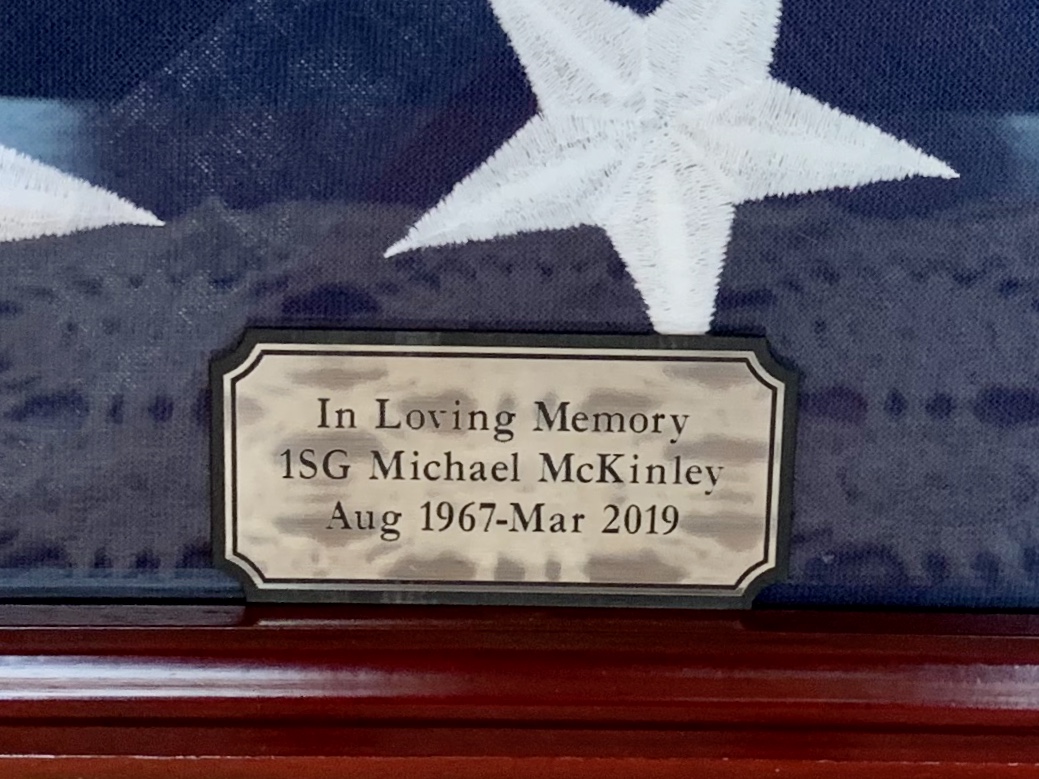 In Loving Memory
1SG Michael McKinley
Aug 1967-Mar 2019